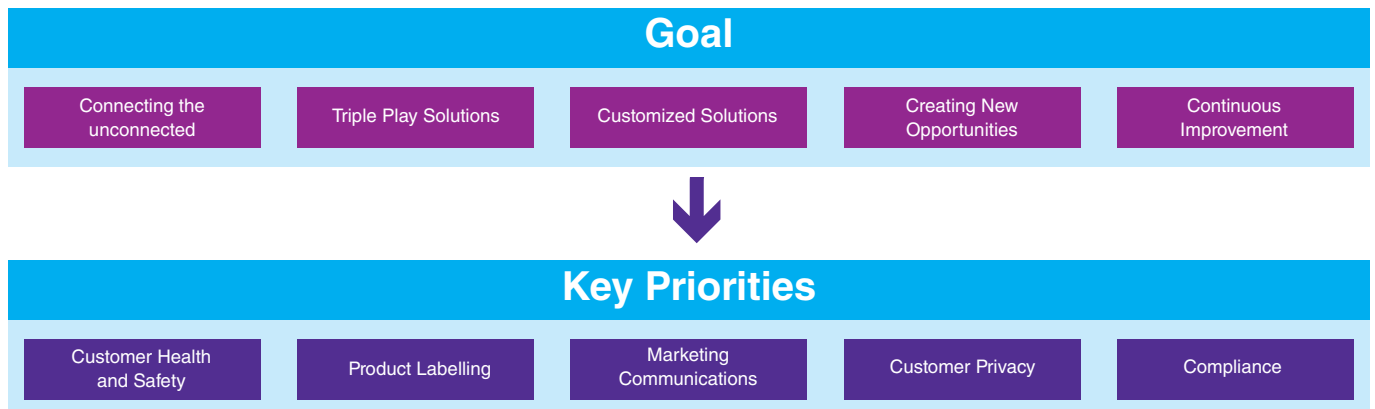 Goal
Connecting the
unconnected
Triple Play Solutions
Customized Solutions
Creating New
Opportunities
Continuous
Improvement
Key Priorities
Customer Health
and Safety
Product Labelling
Marketing
Communications
Customer Privacy
Compliance